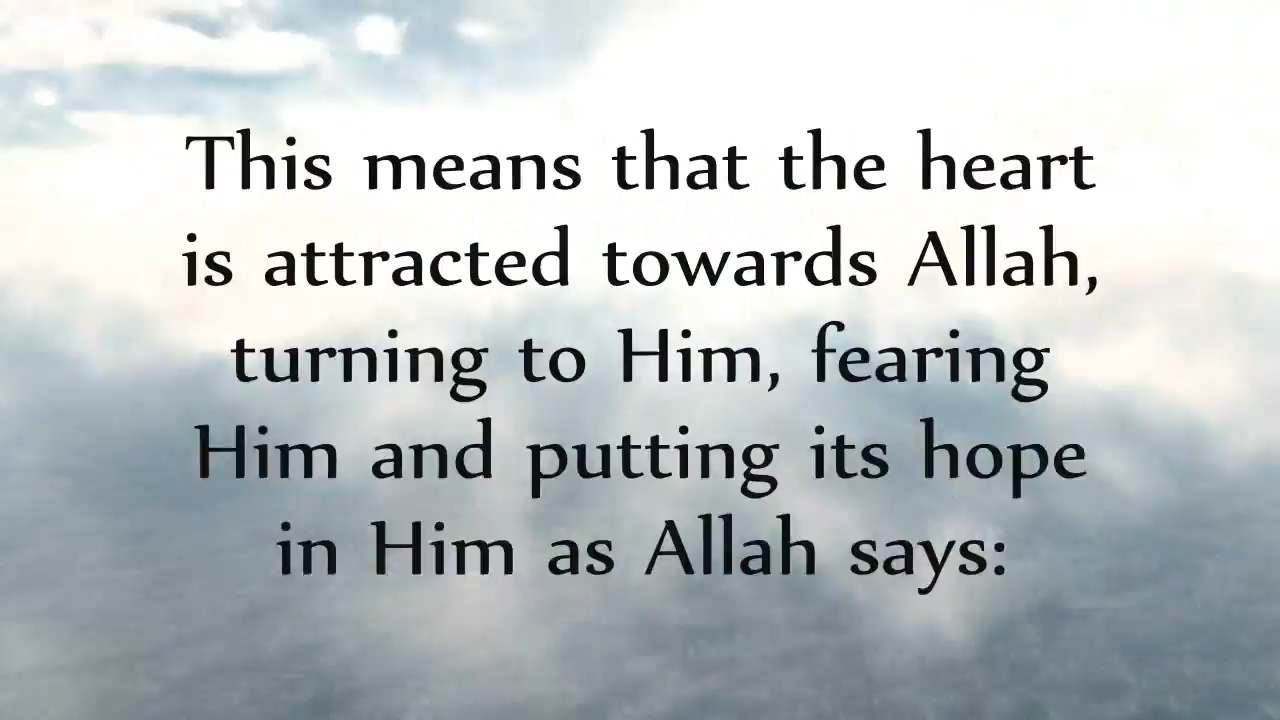 This means that the heart
is attracted towards Allah,
turning to Him, fearing
Him and putting its hope
in Him as Allah says: